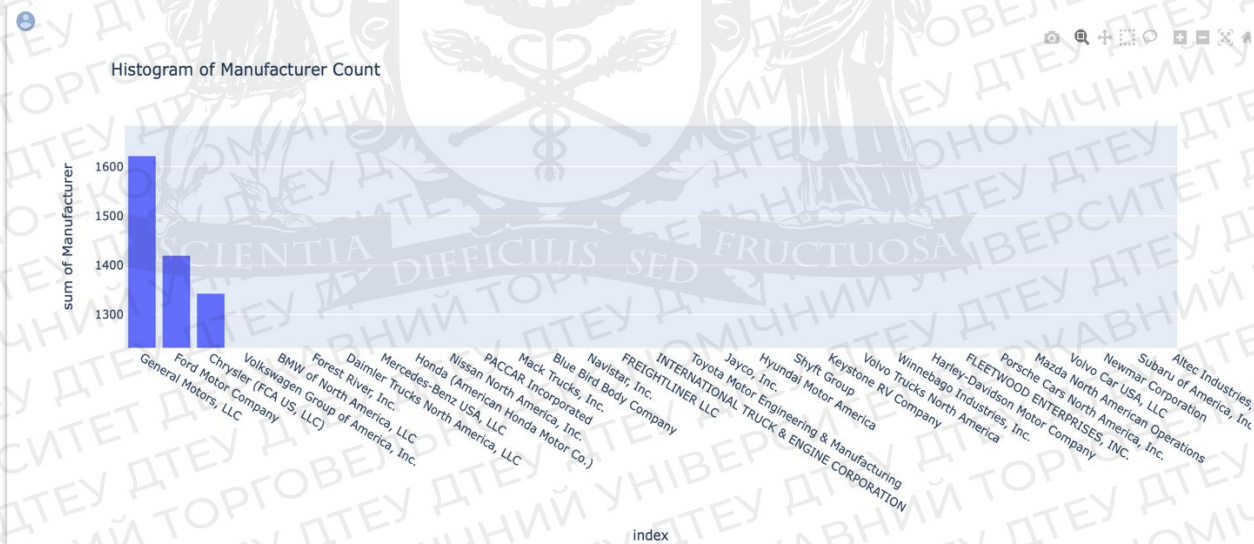 Histogram of Manufacturer Count
sum of Manufacturer
1600
1500
1400
1300
General Motors, LLC
Ford Motor Company
Chrysler (FCA US, LLC)
Volkswagen Group of America, Inc.
BMW of North America, LLC
Forest River, Inc.
Daimler Trucks North America, LLC
Mercedes-Benz USA, LLC
Honda (American Honda Motor Co.)
Nissan North America, Inc.
PACCAR Incorporated
Mack Trucks, Inc.
Blue Bird Body Company
Navistar, Inc.
FREIGHTLINER LLC
INTERNATIONAL TRUCK & ENGINE CORPORATION
Toyota Motor Engineering & Manufacturing
Jayco, Inc.
Hyundai Motor America
Shyft Group
Keystone RV Company
Volvo Trucks North America
Winnebago Industries, Inc.
Harley-Davidson Motor Company
FLEETWOOD ENTERPRISES, INC.
Porsche Cars North America, Inc.
Mazda North American Operations
Volvo Car USA, LLC
Newmar Corporation
Subaru of America, Inc
Altec Industries
index
SCIENTIA DIFFICILIS SED FRUCTUOSA